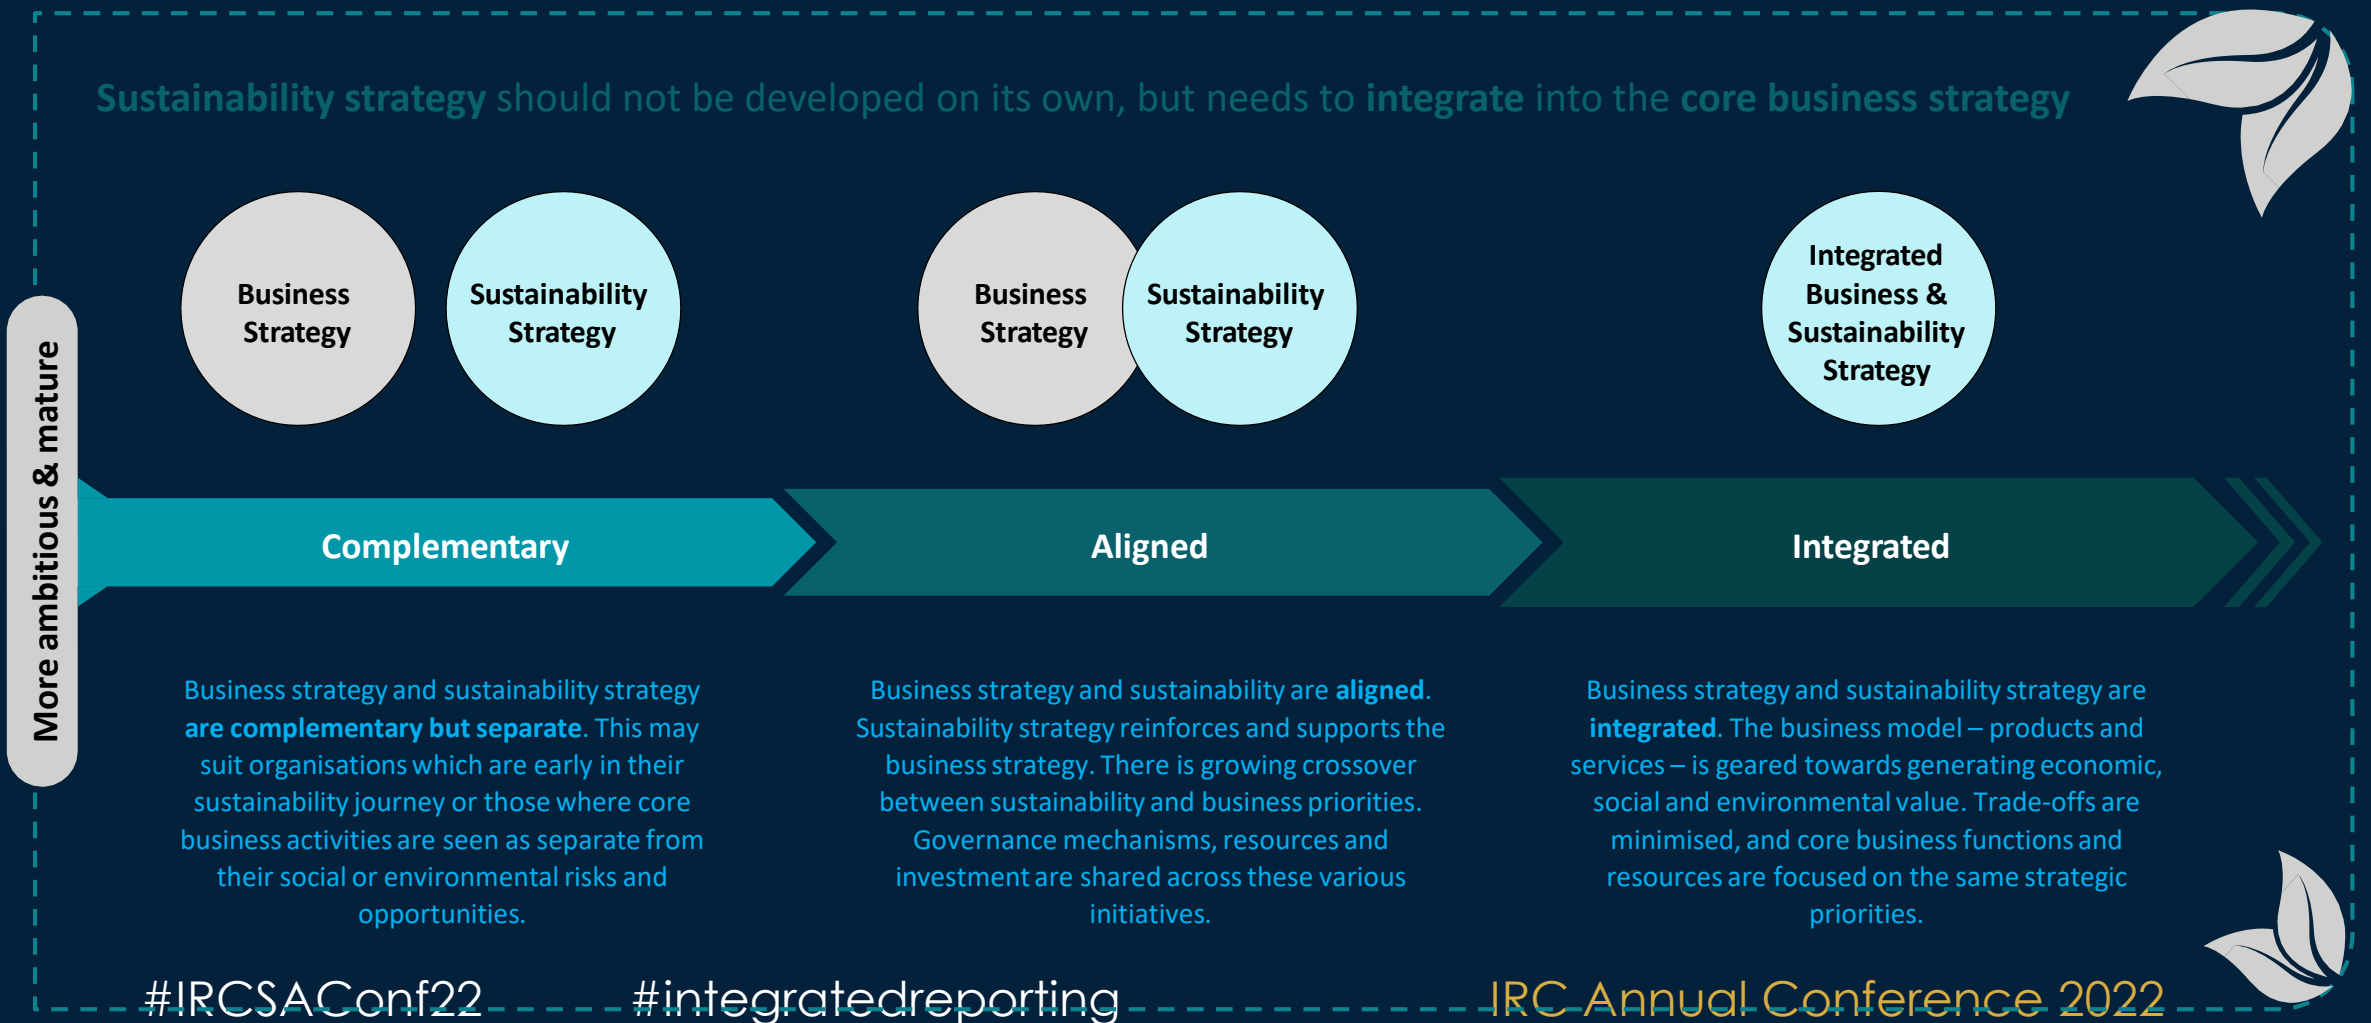 Sustainability strategy should not be developed on its own, but needs to integrate into the core business strategy
Business
Strategy
Sustainability
Strategy
Business
Strategy
Sustainability
Strategy
Integrated
Business &
Sustainability
Strategy
More ambitious & mature
Complementary
Aligned
Integrated
Business strategy and sustainability strategy
are complementary but separate. This may
suit organisations which are early in their
sustainability journey or those where core
business activities are seen as separate from
their social or environmental risks and
opportunities.
Business strategy and sustainability are aligned.
Sustainability strategy reinforces and supports the
business strategy. There is growing crossover
between sustainability and business priorities.
Governance mechanisms, resources and
investment are shared across these various
initiatives.
Business strategy and sustainability strategy are
integrated. The business model – products and
services – is geared towards generating economic,
social and environmental value. Trade-offs are
minimised, and core business functions and
resources are focused on the same strategic
priorities.
#IRCSAConf22
#integratedreporting
IRC Annual Conference 2022